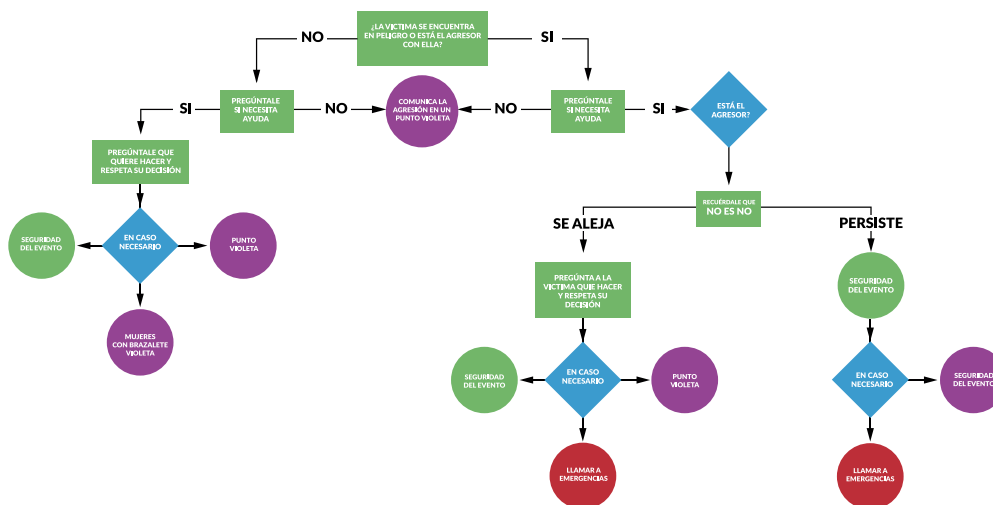 ¿LA VICTIMA SE ENCUENTRA
EN PELIGRO O ESTÁ EL AGRESOR
CON ELLA?
NO
SI
PREGÚNTALE
SI NECESITA
AYUDA
SI
NO
COMUNICA LA
AGRESIÓN EN UN
PUNTO VIOLETA
NO
PREGÚNTALE
SI NECESITA
AYUDA
SI
ESTÁ EL
AGRESOR?
PREGÚNTALE QUE
QUIERE HACER Y
RESPETA SU DECISIÓN
SEGURIDAD
DEL EVENTO
EN CASO
NECESARIO
PUNTO
VIOLETA
MUJERES
CON BRAZALETE
VIOLETA
RECUÉRDALE QUE
NO ES NO
SE ALEJA
PERSISTE
PREGÚNTA A LA
VICTIMA QUIE HACER
Y RESPETA SU
DECISIÓN
SEGURIDAD
DEL EVENTO
SEGURIDAD
DEL EVENTO
EN CASO
NECESARIO
PUNTO
VIOLETA
EN CASO
NECESARIO
SEGURIDAD
DEL EVENTO
LLAMAR A
EMERGENCIAS
LLAMAR A
EMERGENCIAS